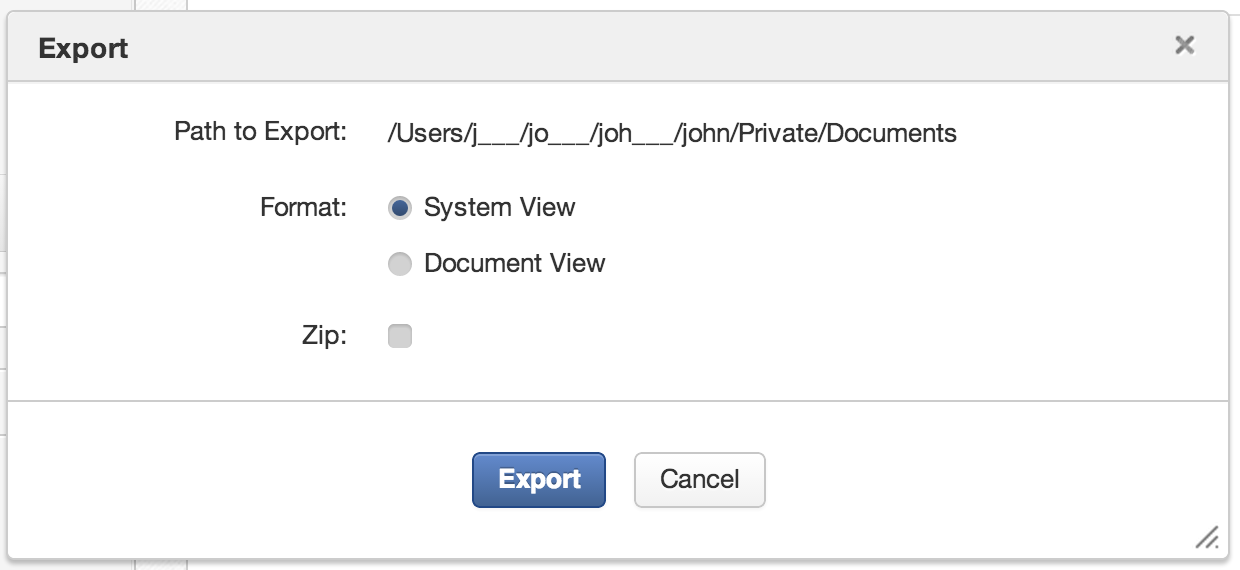 Export
Path to Export: /Users/j___/jo___/joh___/john/Private/Documents
Format: System View
Document View
Zip:
Export Cancel